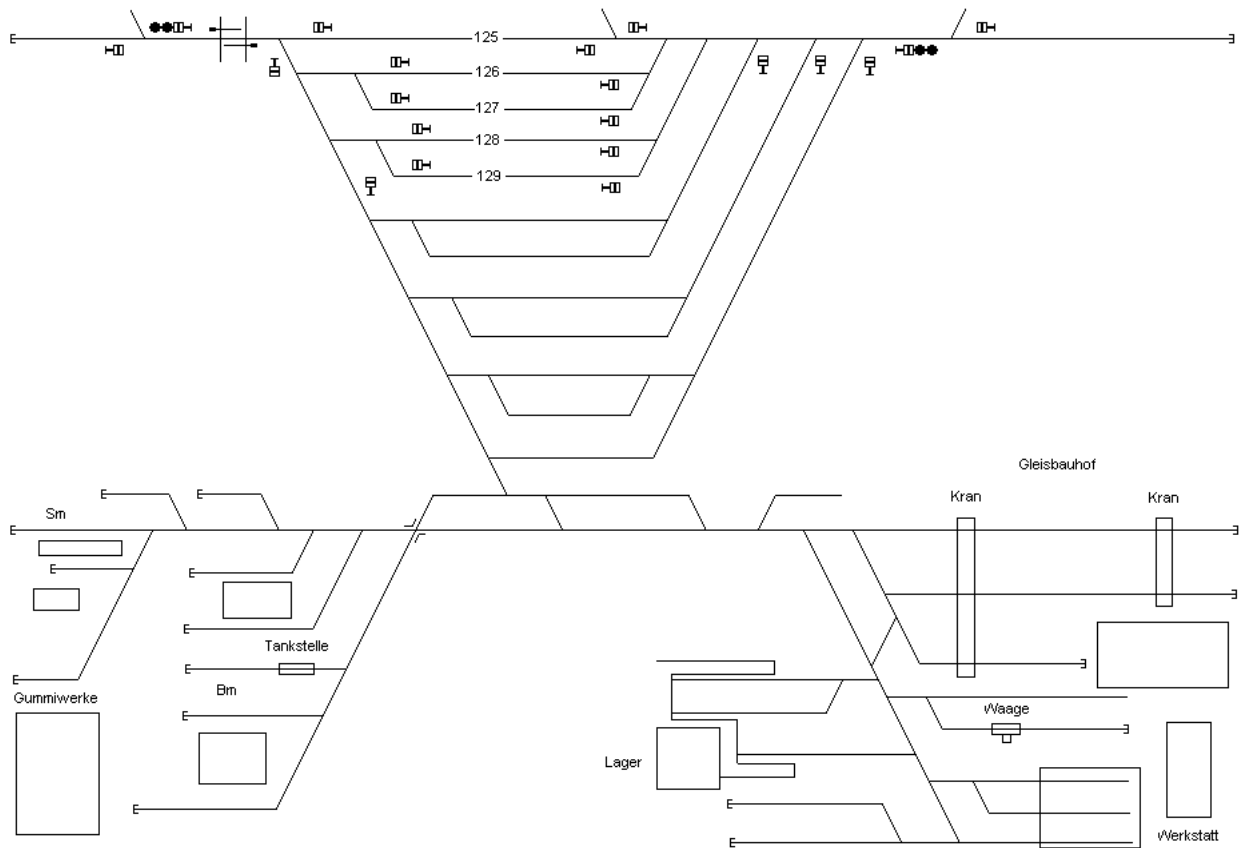 125
126
127
128
129
Gleisbauhof
Kran
Kran
Sm
Tankstelle
Bm
Gummiwerke
Waage
Lager
Werkstatt